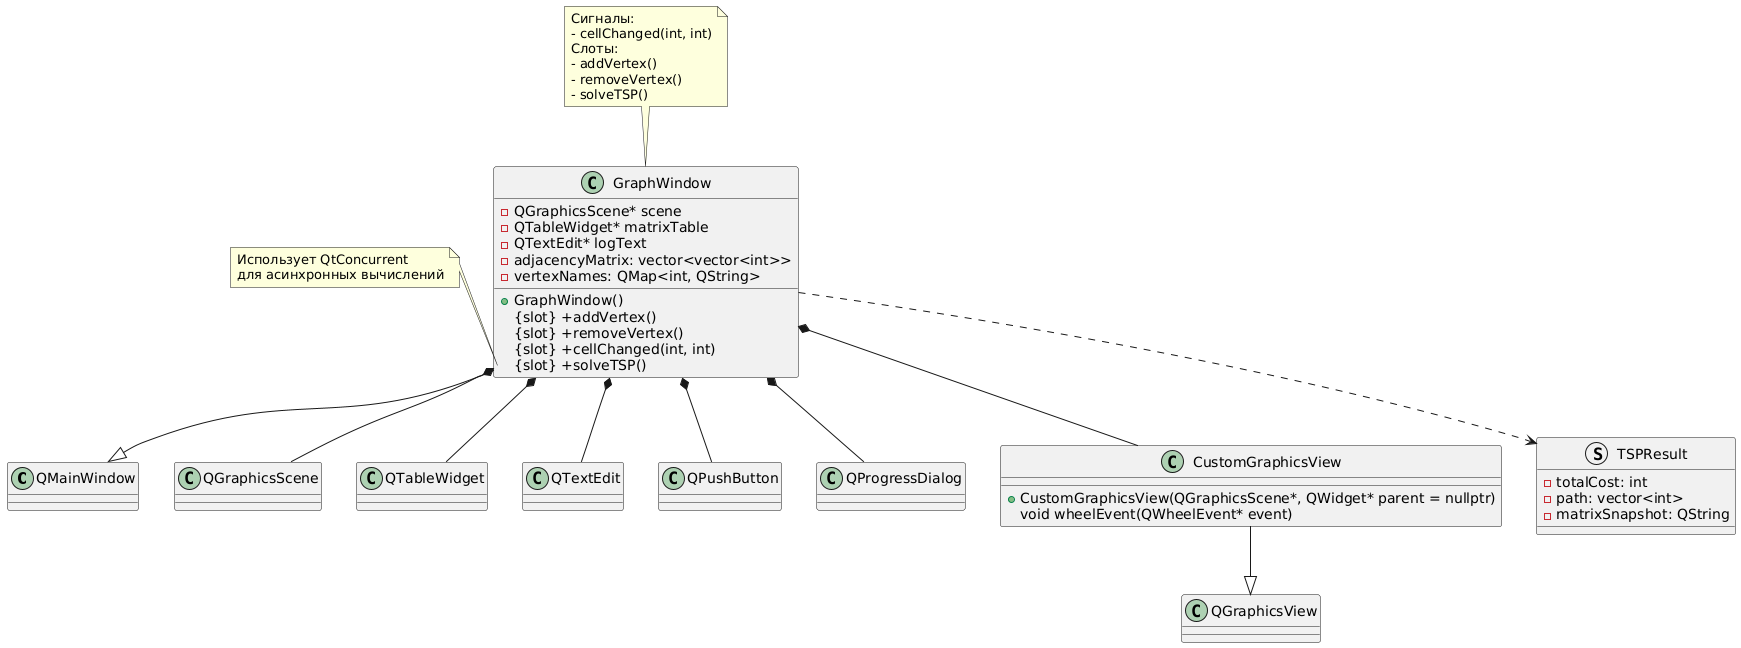 Сигналы:
- cellChanged(int, int)
Слоты:
- addVertex()
- removeVertex()
- solveTSP()
C GraphWindow
QGraphicsScene* scene
QTableWidget* matrixTable
QTextEdit* logText
adjacencyMatrix: vector<vector<int>>
vertexNames: QMap<int, QString>
GraphWindow()
{slot} +addVertex()
{slot} +removeVertex()
{slot} +cellChanged(int, int)
{slot} +solveTSP()
Использует QtConcurrent
для асинхронных вычислений
C QMainWindow
C QGraphicsScene
C QTableWidget
C QTextEdit
C QPushButton
C QProgressDialog
C CustomGraphicsView
CustomGraphicsView(QGraphicsScene*, QWidget* parent = nullptr)
void wheelEvent(QWheelEvent* event)
S TSPResult
totalCost: int
path: vector<int>
matrixSnapshot: QString
C QGraphicsView